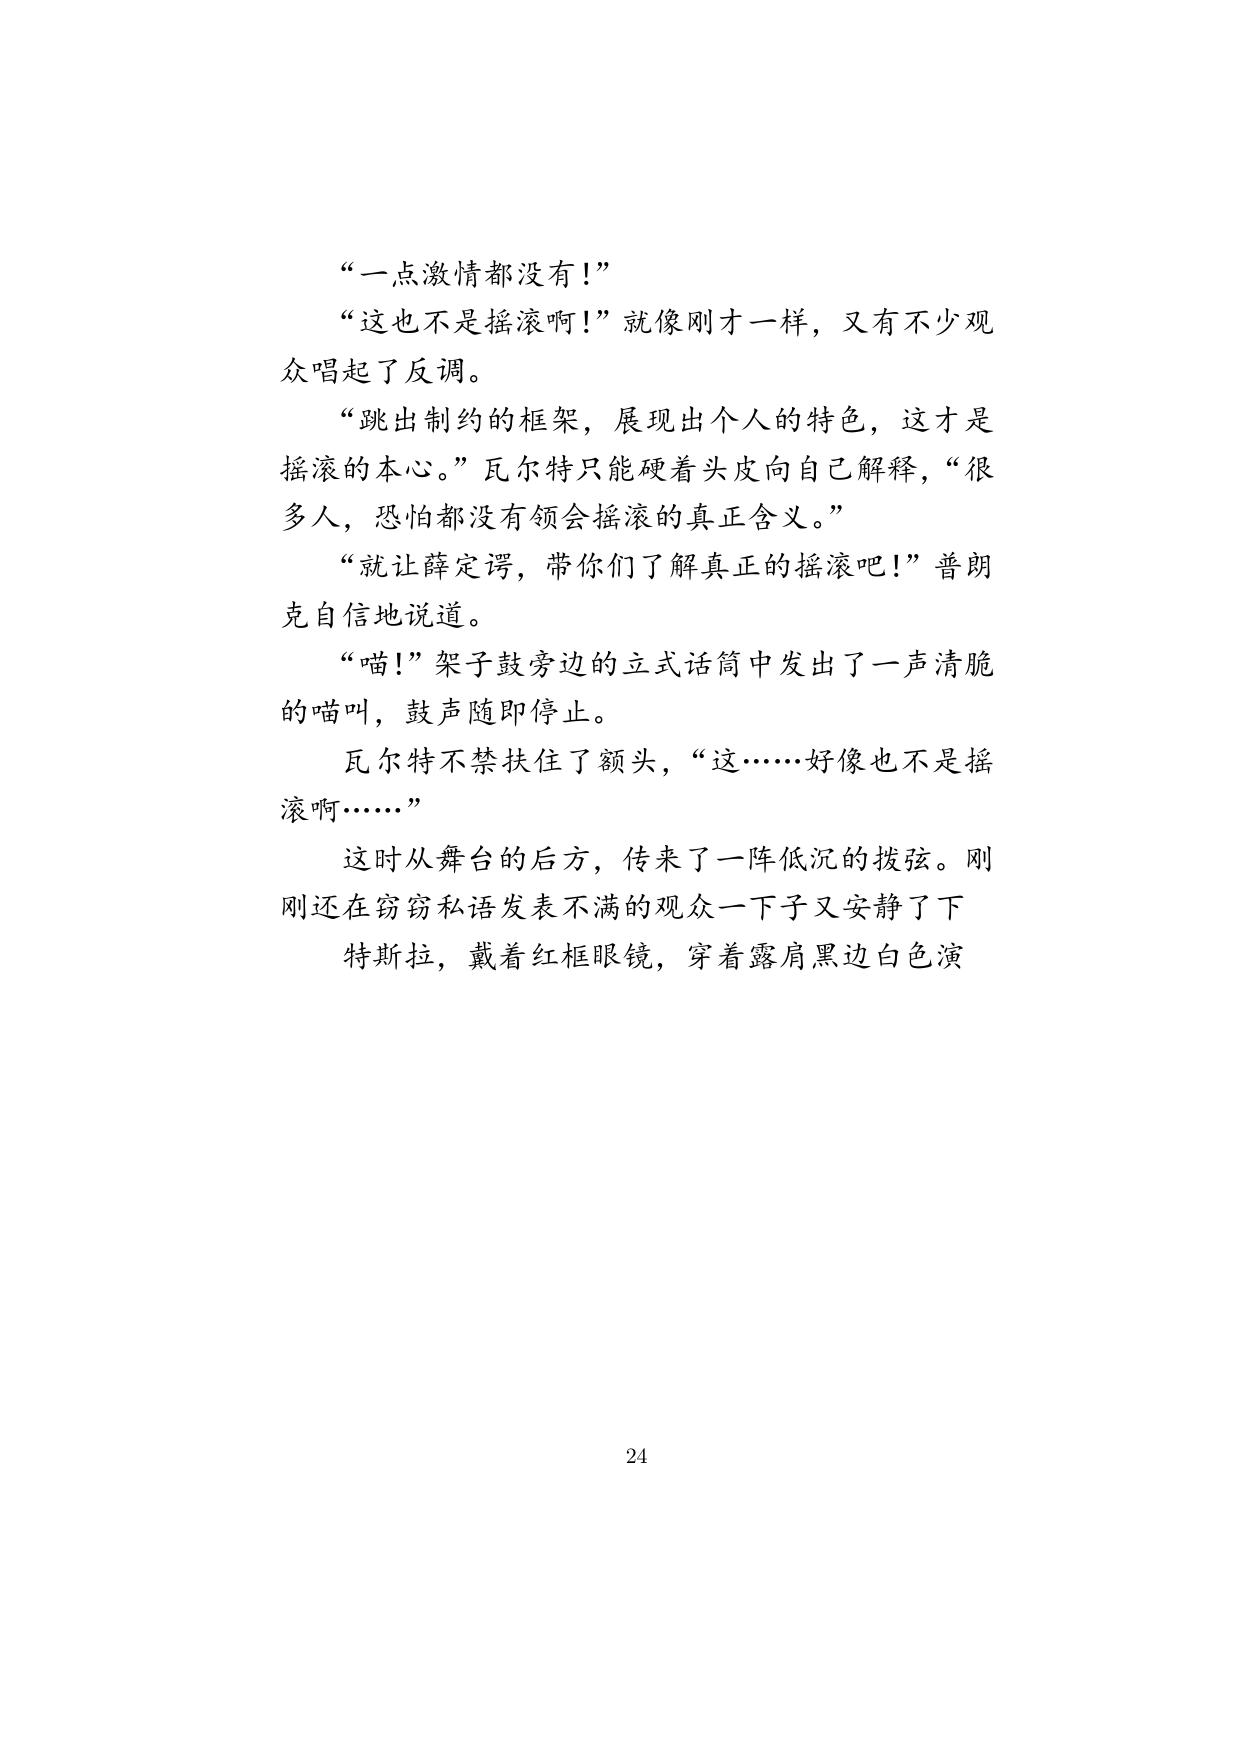 “一点激情都没有！”
“这也不是摇滚啊！”就像刚才一样，又有不少观
众唱起了反调。
“跳出制约的框架，展现出个人的特色，这才是
摇滚的本心。”瓦尔特只能硬着头皮向自己解释，“很
多人，恐怕都没有领会摇滚的真正含义。”
“就让薛定谔，带你们了解真正的摇滚吧！”普朗
克自信地说道。
“喵！”架子鼓旁边的立式话筒中发出了一声清脆
的喵叫，鼓声随即停止。
瓦尔特不禁扶住了额头，“这……好像也不是摇
滚啊……”
这时从舞台的后方，传来了一阵低沉的拨弦。刚
刚还在窃窃私语发表不满的观众一下子又安静了下
特斯拉，戴着红框眼镜，穿着露肩黑边白色演
24